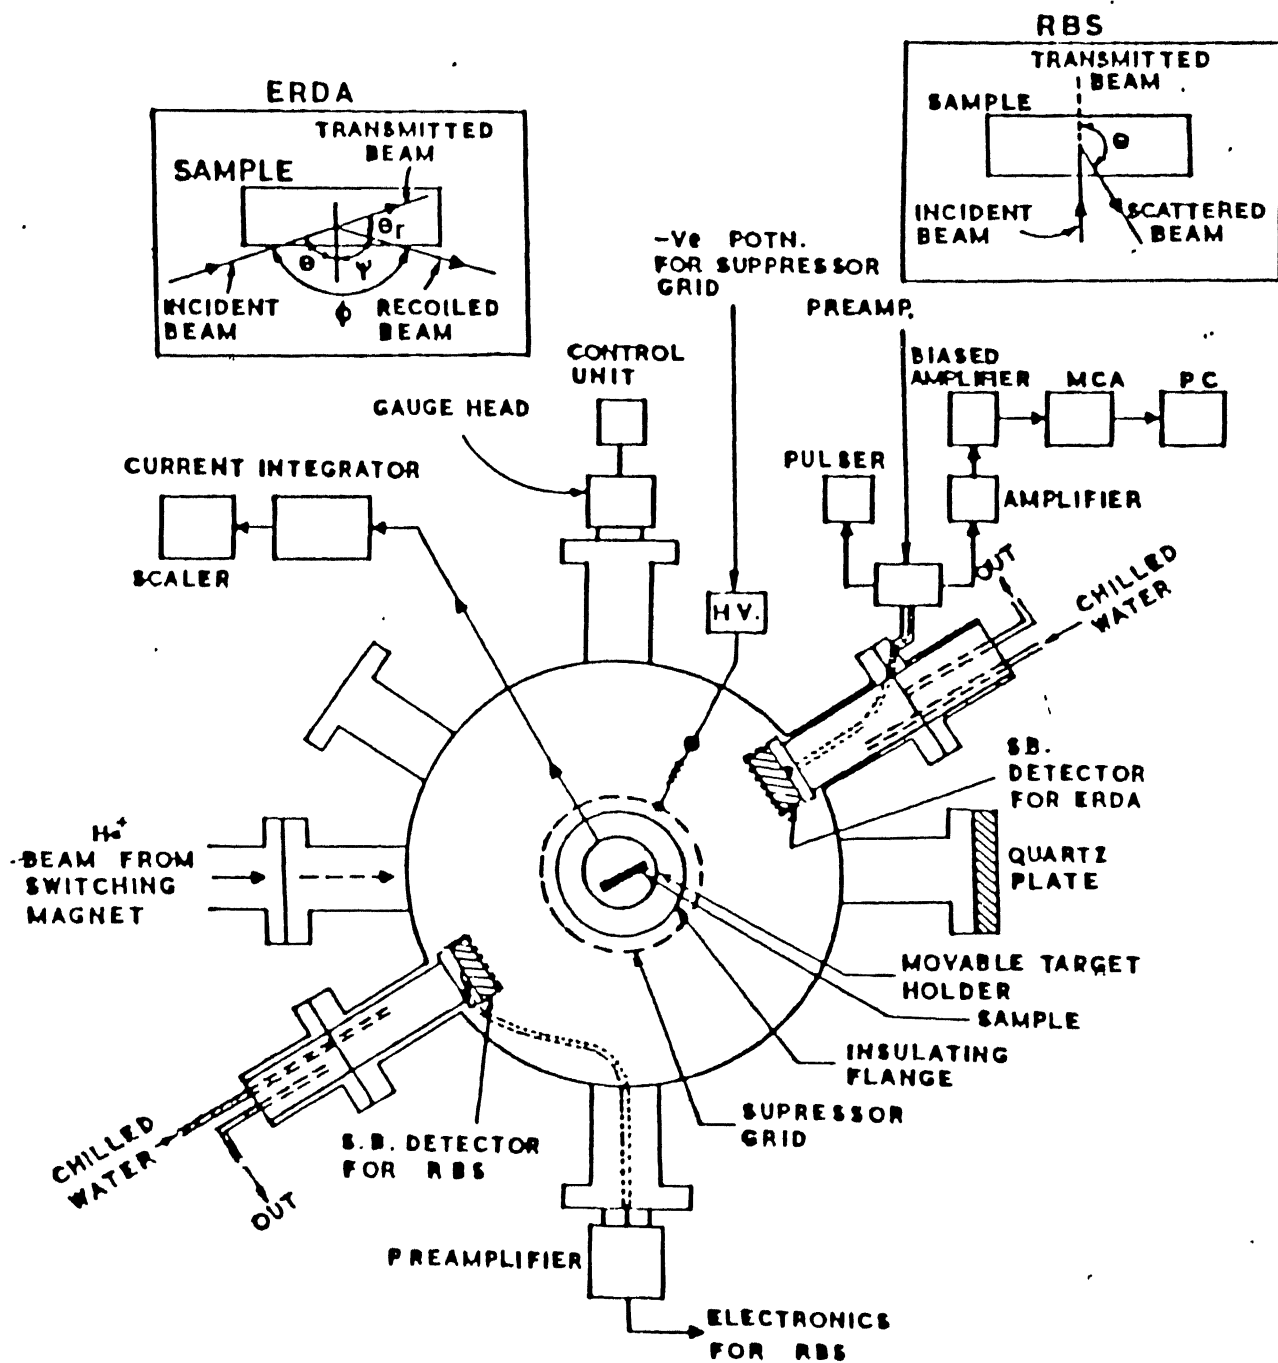 RBS
TRANSMITTED
BEAM
SAMPLE
θ
INCIDENT
BEAM
SCATTERED
BEAM
ERDA
TRANSMITTED
BEAM
SAMPLE
θr
θ
ψ
INCIDENT
BEAM
ϕ
RECOILED
BEAM
-Ve POTN.
FOR SUPPRESSOR
GRID
PREAMP.
CONTROL
UNIT
GAUGE HEAD
BIASED
AMPLIFIER
MCA
PC
CURRENT INTEGRATOR
PULSER
AMPLIFIER
SCALER
H V.
OUT
CHILLED
WATER
S.B.
DETECTOR
FOR ERDA
He+
BEAM FROM
SWITCHING
MAGNET
QUARTZ
PLATE
MOVABLE TARGET
HOLDER
SAMPLE
INSULATING
FLANGE
SUPRESSOR
GRID
S.B. DETECTOR
FOR RBS
CHILLED
WATER
OUT
PREAMPLIFIER
ELECTRONICS
FOR RBS